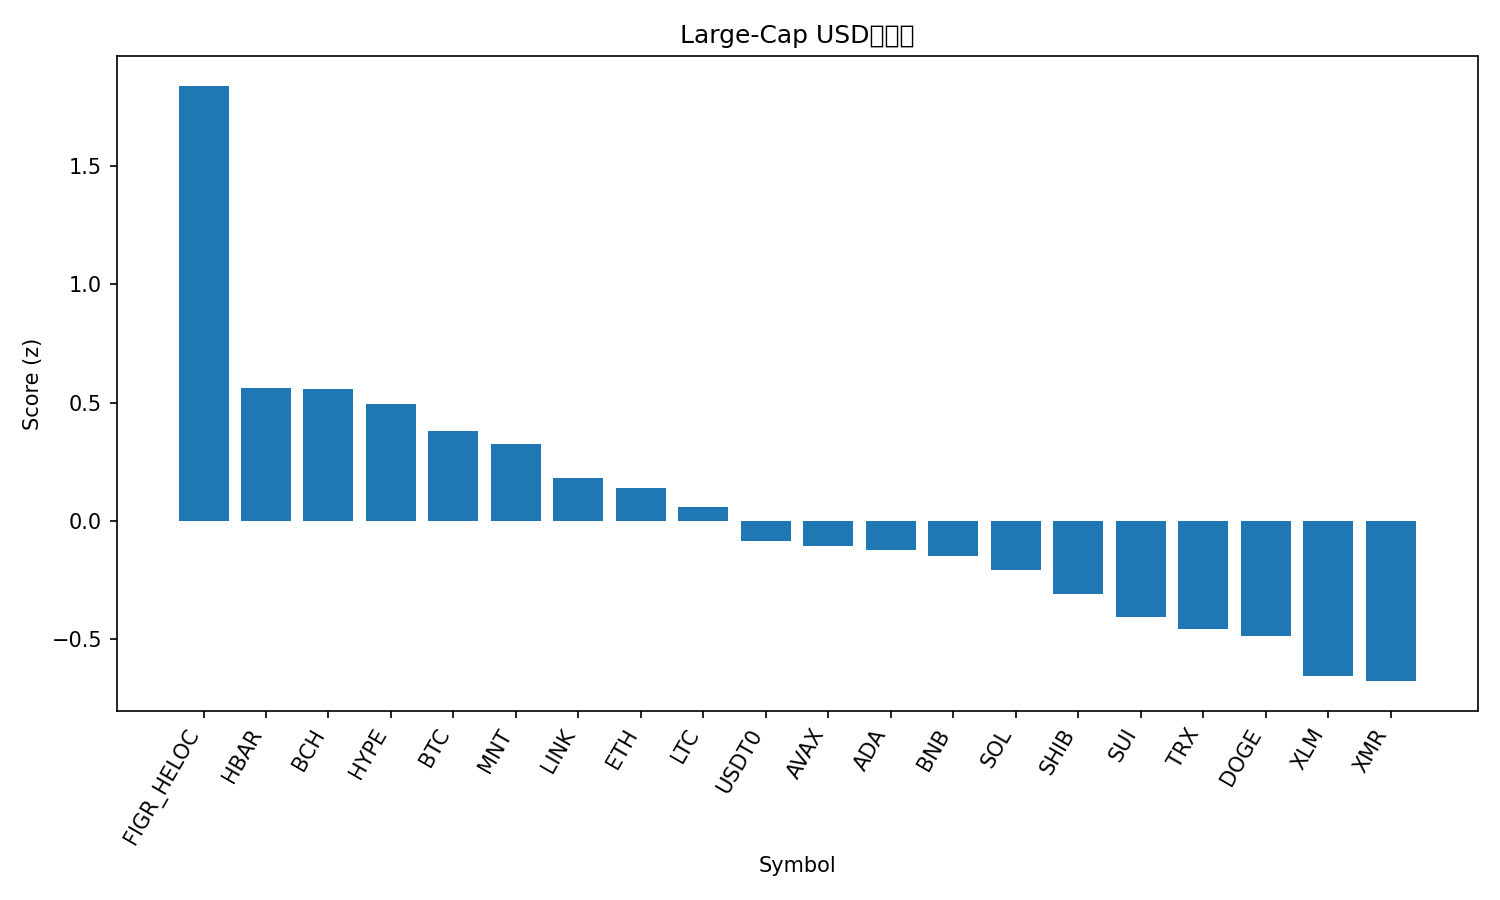 Large-Cap USD
Score (z)
1.5
1.0
0.5
0.0
−0.5
FIGR_HELOC
HBAR
BCH
HYPE
BTC
MNT
LINK
ETH
LTC
USDT0
AVAX
ADA
BNB
SOL
SHIB
SUI
TRX
DOGE
XLM
XMR
Symbol